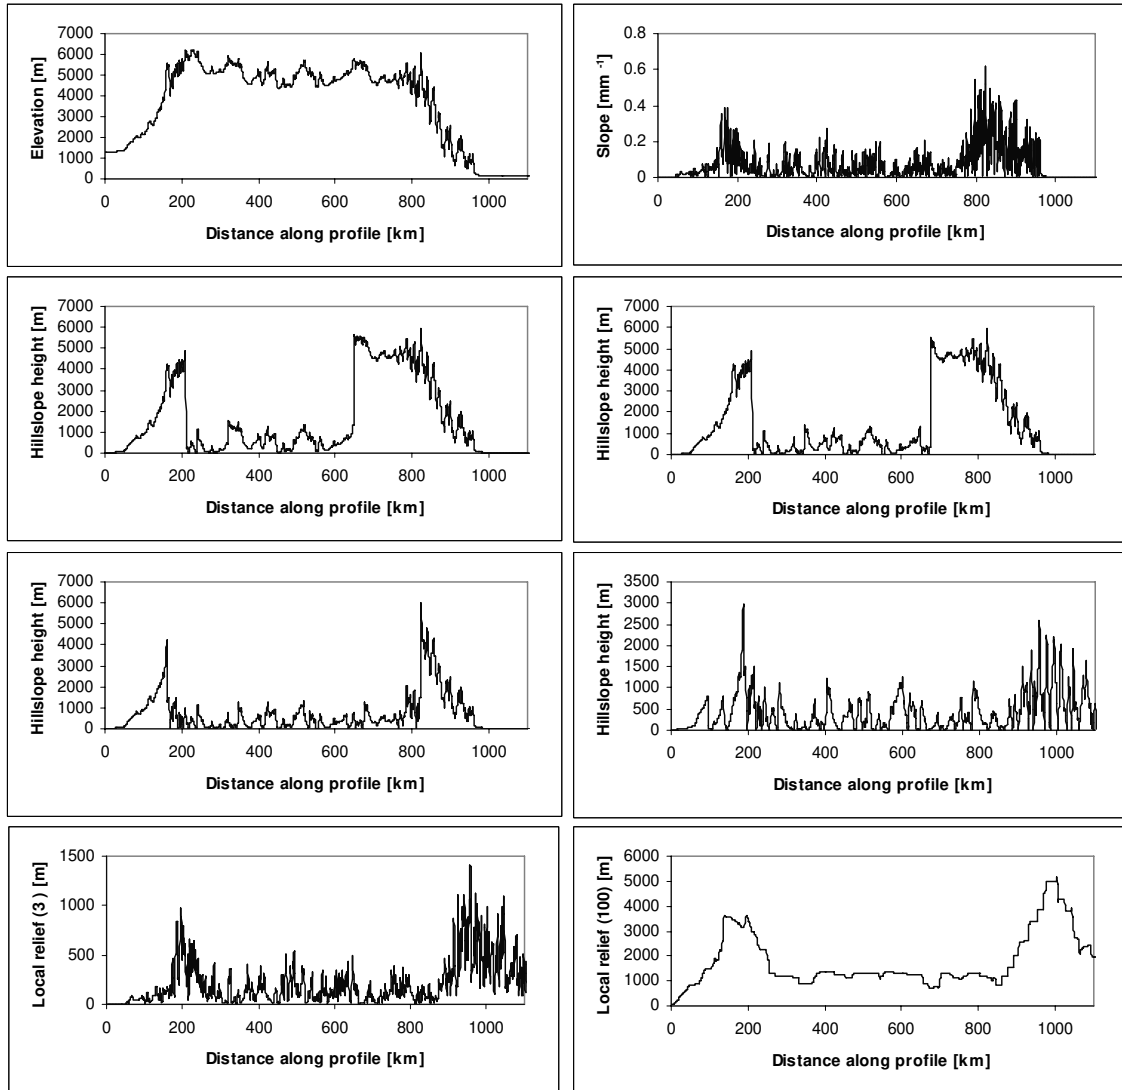 7000
6000
5000
4000
3000
2000
1000
0
Elevation [m]
0 200 400 600 800 1000
Distance along profile [km]
0.8
0.6
0.4
0.2
0
Slope [mm -1]
0 200 400 600 800 1000
Distance along profile [km]
7000
6000
5000
4000
3000
2000
1000
0
Hillslope height [m]
0 200 400 600 800 1000
Distance along profile [km]
7000
6000
5000
4000
3000
2000
1000
0
Hillslope height [m]
0 200 400 600 800 1000
Distance along profile [km]
7000
6000
5000
4000
3000
2000
1000
0
Hillslope height [m]
0 200 400 600 800 1000
Distance along profile [km]
3500
3000
2500
2000
1500
1000
500
0
Hillslope height [m]
0 200 400 600 800 1000
Distance along profile [km]
1500
1000
500
0
Local relief (3 ) [m]
0 200 400 600 800 1000
Distance along profile [km]
6000
5000
4000
3000
2000
1000
0
Local relief (100) [m]
0 200 400 600 800 1000
Distance along profile [km]